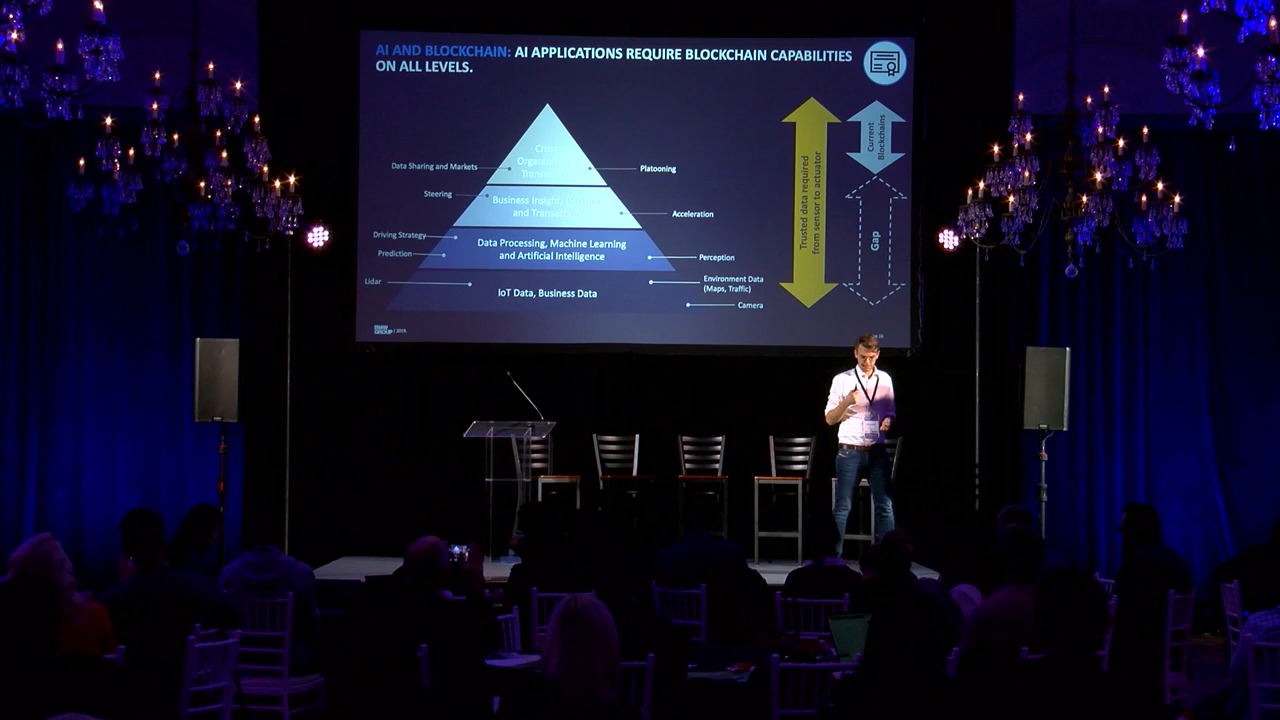 AI AND BLOCKCHAIN: AI APPLICATIONS REQUIRE BLOCKCHAIN CAPABILITIES
ON ALL LEVELS.
Data Sharing and Markets
Platooning
Steering
Business Insight,
and
Acceleration
Driving Strategy
Data Processing, Machine Learning
and Artificial Intelligence
Prediction
Perception
Lidar
IoT Data, Business Data
Environment Data
(Maps, Traffic)
Camera
Trusted data required
from sensor to actuator
Current
Blockchains
Gap
BMW
GROUP